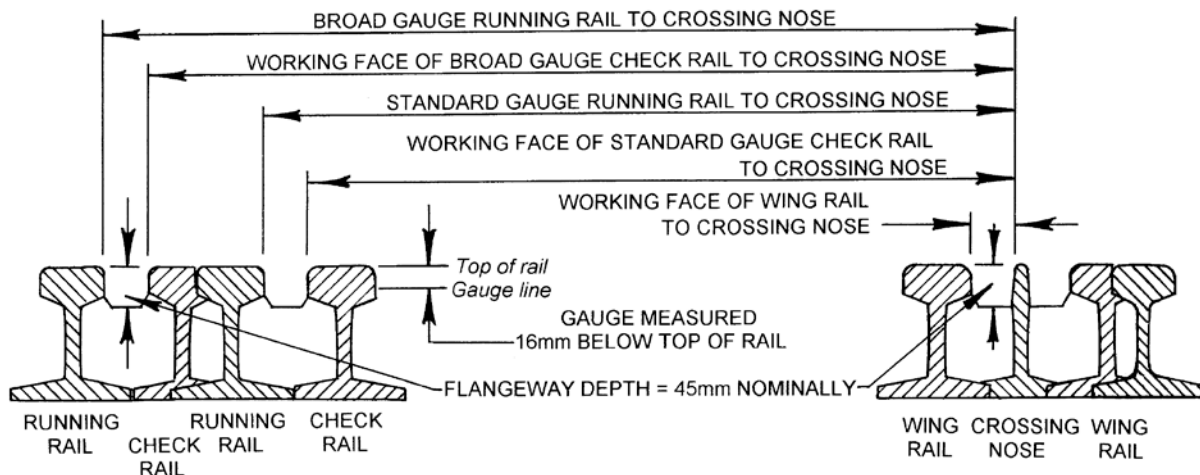 BROAD GAUGE RUNNING RAIL TO CROSSING NOSE
WORKING FACE OF BROAD GAUGE CHECK RAIL TO CROSSING NOSE
STANDARD GAUGE RUNNING RAIL TO CROSSING NOSE
WORKING FACE OF STANDARD GAUGE CHECK RAIL
TO CROSSING NOSE
WORKING FACE OF WING RAIL
TO CROSSING NOSE
Top of rail
Gauge line
GAUGE MEASURED
16mm BELOW TOP OF RAIL
FLANGEWAY DEPTH = 45mm NOMINALLY
RUNNING
RAIL
CHECK
RAIL
RUNNING
RAIL
CHECK
RAIL
WING
RAIL
CROSSING
NOSE
WING
RAIL